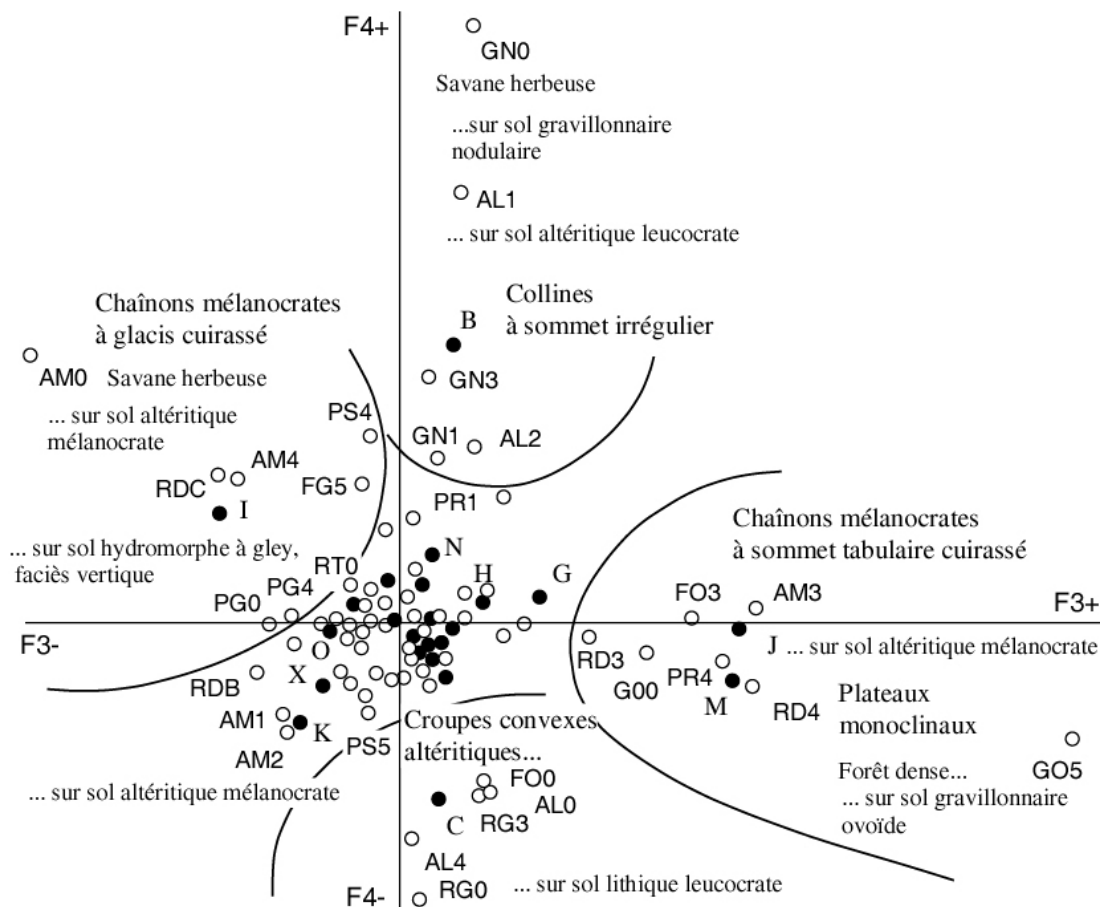 F4+
GN0
Savane herbeuse
...sur sol gravillonnaire
nodulaire
AL1
... sur sol altéritique leucocrate
Chaînons mélanocrates
à glacis cuirassé
Collines
à sommet irrégulier
B
AM0
Savane herbeuse
GN3
... sur sol altéritique
mélanocrate
PS4
GN1
AL2
AM4
RDC
FG5
I
PR1
Chaînons mélanocrates
à sommet tabulaire cuirassé
... sur sol hydromorphe à gley,
faciès vertique
N
RT0
H
G
PG4
PG0
FO3
AM3
F3+
F3-
O
RD3
J
... sur sol altéritique mélanocrate
X
RDB
G00
PR4
M
RD4
Plateaux
monoclinaux
AM1
K
AM2
PS5
Croupes convexes
altéritiques...
FO0
AL0
RG3
C
Forêt dense...
GO5
... sur sol gravillonnaire
ovoïde
... sur sol altéritique mélanocrate
AL4
RG0
... sur sol lithique leucocrate
F4-